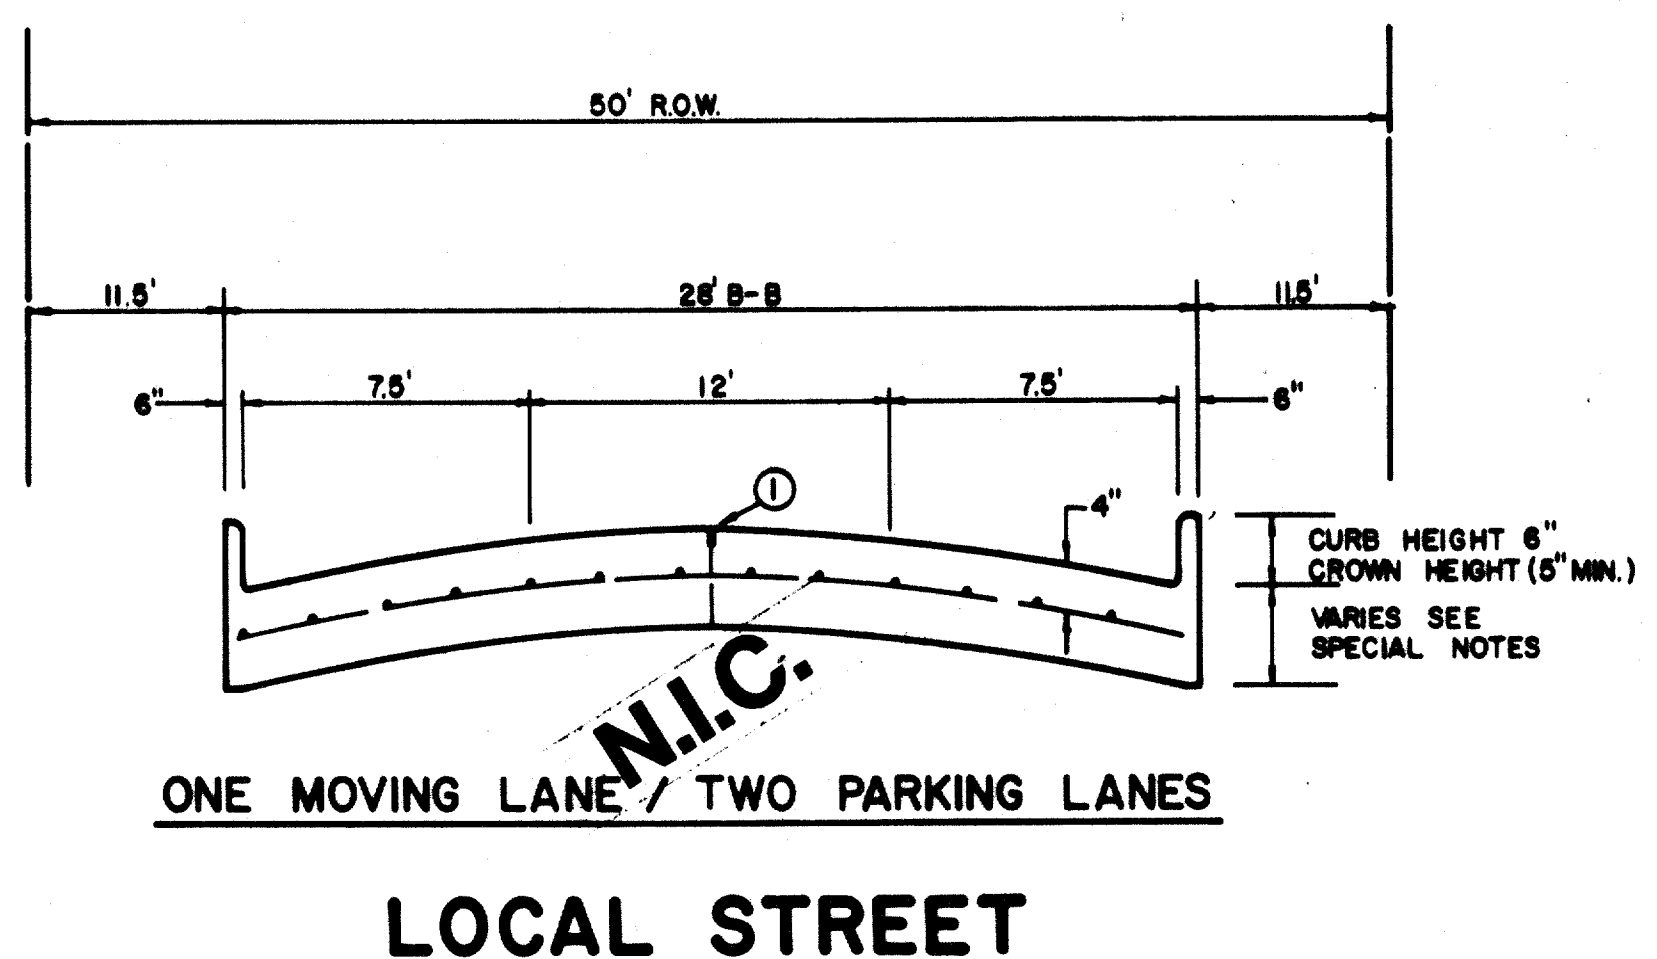 50' R.O.W.
11.5' 28' B-B 11.5'
6" 7.5' 12' 7.5' 6"
1
4"
CURB HEIGHT 6"
CROWN HEIGHT (5" MIN.)
VARIES SEE
SPECIAL NOTES
N.I.C.
ONE MOVING LANE / TWO PARKING LANES
LOCAL STREET